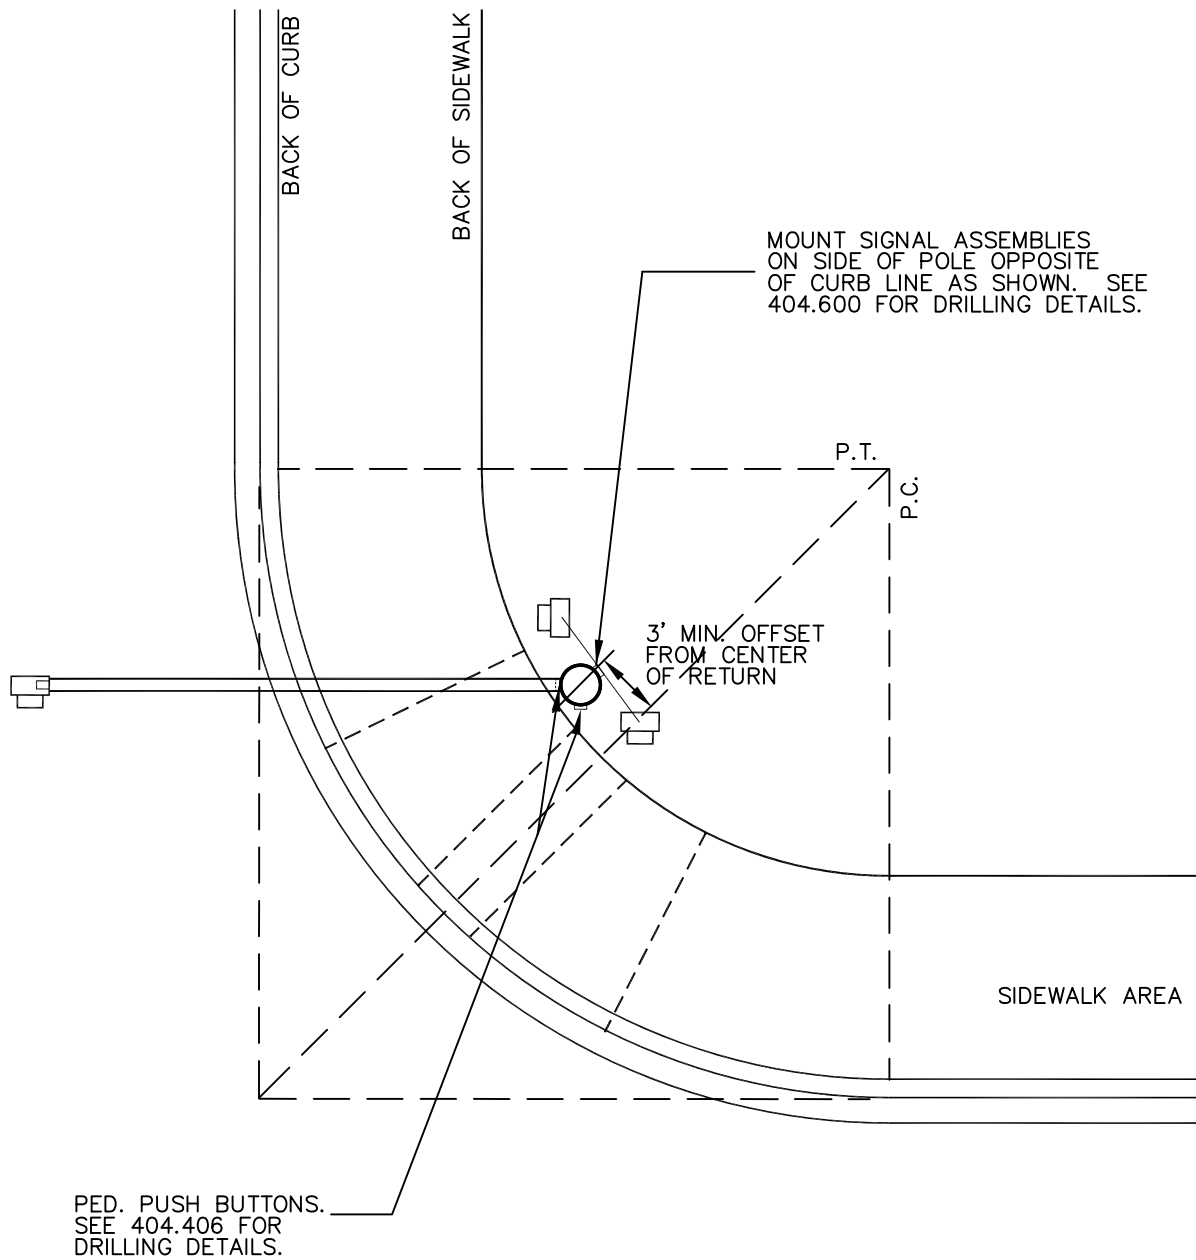 BACK OF CURB
BACK OF SIDEWALK
MOUNT SIGNAL ASSEMBLIES
ON SIDE OF POLE OPPOSITE
OF CURB LINE AS SHOWN. SEE
404.600 FOR DRILLING DETAILS.
P.T.
P.C.
3' MIN. OFFSET
FROM CENTER
OF RETURN
SIDEWALK AREA
PED. PUSH BUTTONS.
SEE 404.406 FOR
DRILLING DETAILS.